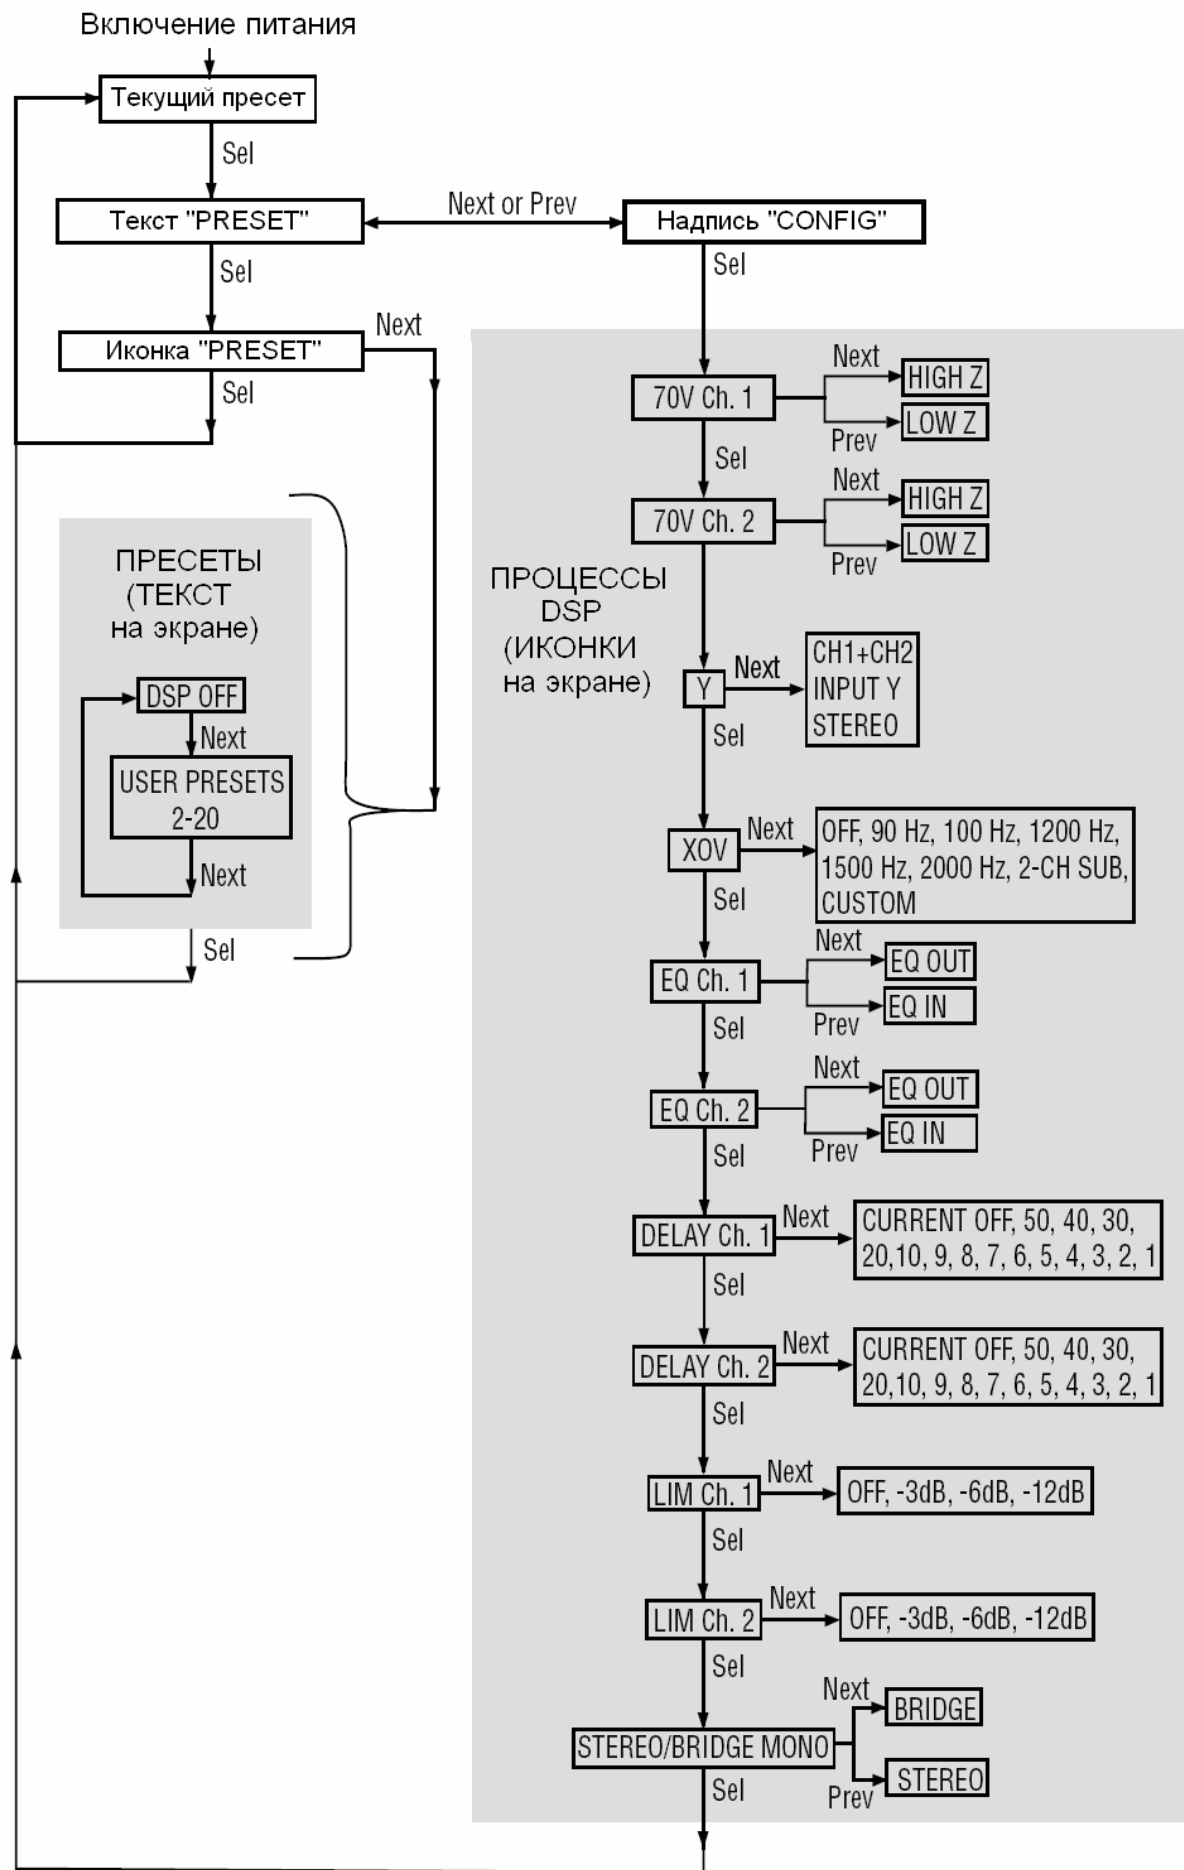 Включение питания
Текущий пресет
Sel
Текст "PRESET"
Next or Prev
Надпись "CONFIG"
Sel
Sel
Иконка "PRESET"
Next
Sel
ПРЕСЕТЫ
(ТЕКСТ
на экране)
DSP OFF
Next
USER PRESETS
2-20
Next
Sel
ПРОЦЕССЫ
DSP
(ИКОНКИ
на экране)
70V Ch. 1
Next
HIGH Z
LOW Z
Prev
Sel
70V Ch. 2
Next
HIGH Z
LOW Z
Prev
Y
Next
CH1+CH2
INPUT Y
STEREO
Sel
XOV
Next
OFF, 90 Hz, 100 Hz, 1200 Hz,
1500 Hz, 2000 Hz, 2-CH SUB,
CUSTOM
Sel
EQ Ch. 1
Next
EQ OUT
EQ IN
Prev
Sel
EQ Ch. 2
Next
EQ OUT
EQ IN
Prev
Sel
DELAY Ch. 1
Next
CURRENT OFF, 50, 40, 30,
20,10, 9, 8, 7, 6, 5, 4, 3, 2, 1
Sel
DELAY Ch. 2
Next
CURRENT OFF, 50, 40, 30,
20,10, 9, 8, 7, 6, 5, 4, 3, 2, 1
Sel
LIM Ch. 1
Next
OFF, -3dB, -6dB, -12dB
Sel
LIM Ch. 2
Next
OFF, -3dB, -6dB, -12dB
Sel
STEREO/BRIDGE MONO
Next
BRIDGE
STEREO
Prev
Sel